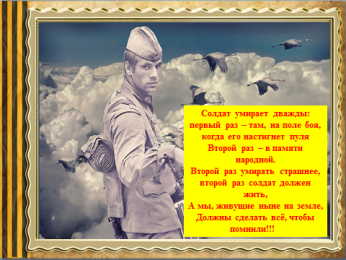 Солдат умирает дважды:
первый раз – там, на поле боя,
когда его настигнет пуля
Второй раз – в памяти
народной.
Второй раз умирать страшнее,
второй раз солдат должен
жить,
А мы, живущие ныне на земле,
Должны сделать всё, чтобы
помнили!!!